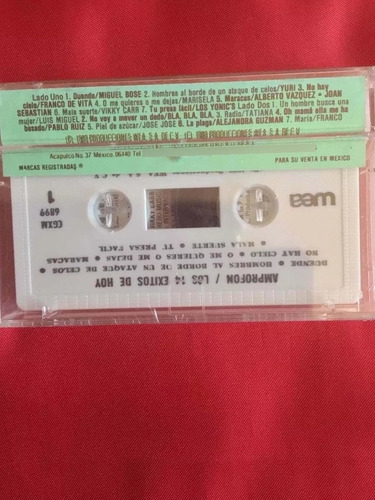 Lado Uno 1. Duende/MIGUEL BOSE 2. Hombres al borde de un ataque de celos/YURI 3. No hay
cielo/FRANCO DE VITA 4. O me quieres o me dejas/MARISELA 5. Maracas/ALBERTO VAZQUEZ - JOAN
SEBASTIAN 6. Mala suerte/VIKKY CARR 7. Tu presa fácil/LOS YONIC'S Lado Dos 1. Un hombre busca una
mujer/LUIS MIGUEL 2. No voy a mover un dedo/BLA, BLA, BLA. 3. Radio/TATIANA 4. Oh mamá ella me ha
besado/PABLO RUIZ 5. Piel de azúcar/JOSE JOSE 6. La plaga/ALEJANDRA GUZMAN 7. María/FRANCO
Acapulco No. 37 México, 06140 Tel.
MARCAS REGISTRADAS ®
PARA SU VENTA EN MEXICO
wea
CGXM
6899
1
AMPROFON / LOS 14 EXITOS DE HOY
DUENDE • HOMBRES AL BORDE DE UN ATAQUE DE CELOS •
NO HAY CIELO • O ME QUIERES O ME DEJAS • MARACAS
• MALA SUERTE • TU PRESA FACIL